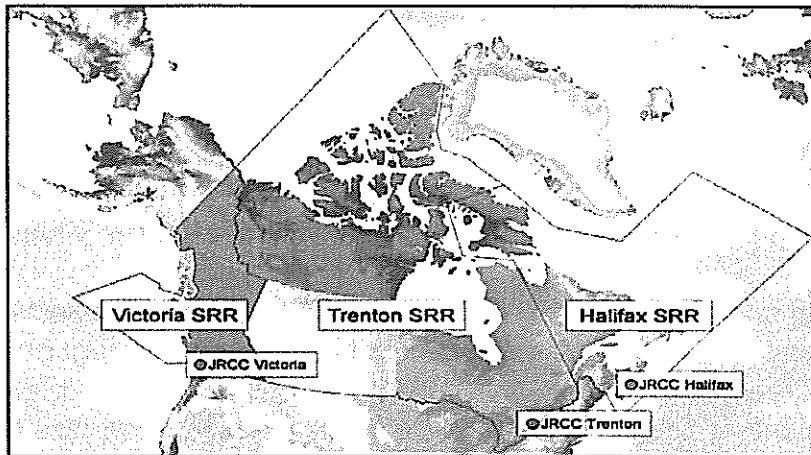 Victoria SRR
Trenton SRR
Halifax SRR
JRCC Victoria
JRCC Halifax
JRCC Trenton